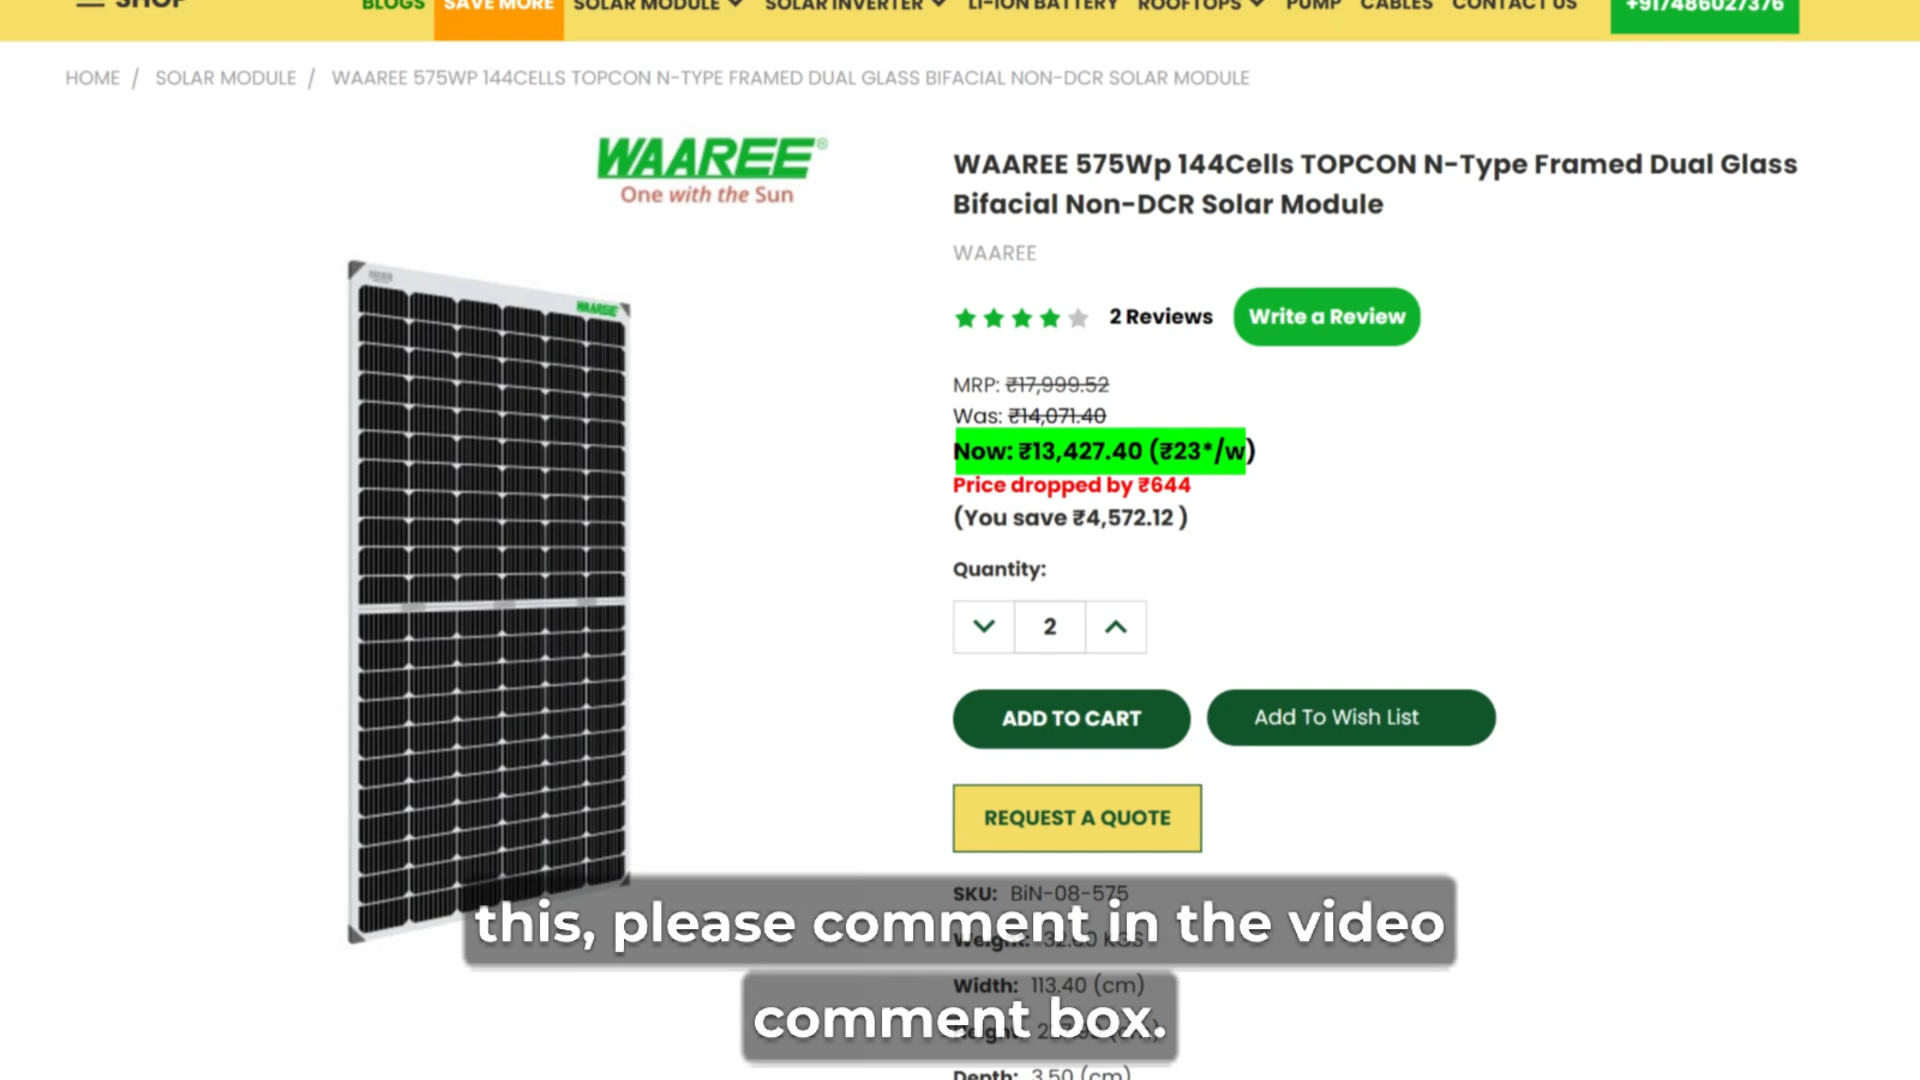 SHOP
BLOGS SAVE MORE SOLAR MODULE SOLAR INVERTER LI-ION BATTERY ROOFTOPS PUMP CABLES CONTACT US +917486027376
HOME / SOLAR MODULE / WAAREE 575WP 144CELLS TOPCON N-TYPE FRAMED DUAL GLASS BIFACIAL NON-DCR SOLAR MODULE
WAAREE®
One with the Sun
WAAREE
WAAREE 575Wp 144Cells TOPCON N-Type Framed Dual Glass
Bifacial Non-DCR Solar Module
WAAREE
2 Reviews Write a Review
MRP: ₹17,999.52
Was: ₹14,071.40
Now: ₹13,427.40 (₹23*/w)
Price dropped by ₹644
(You save ₹4,572.12 )
Quantity:
2
ADD TO CART Add To Wish List
REQUEST A QUOTE
SKU: BiN-08-575
this, please comment in the video
Width: 113.40 (cm)
comment box.
Depth: 3.50 (cm)